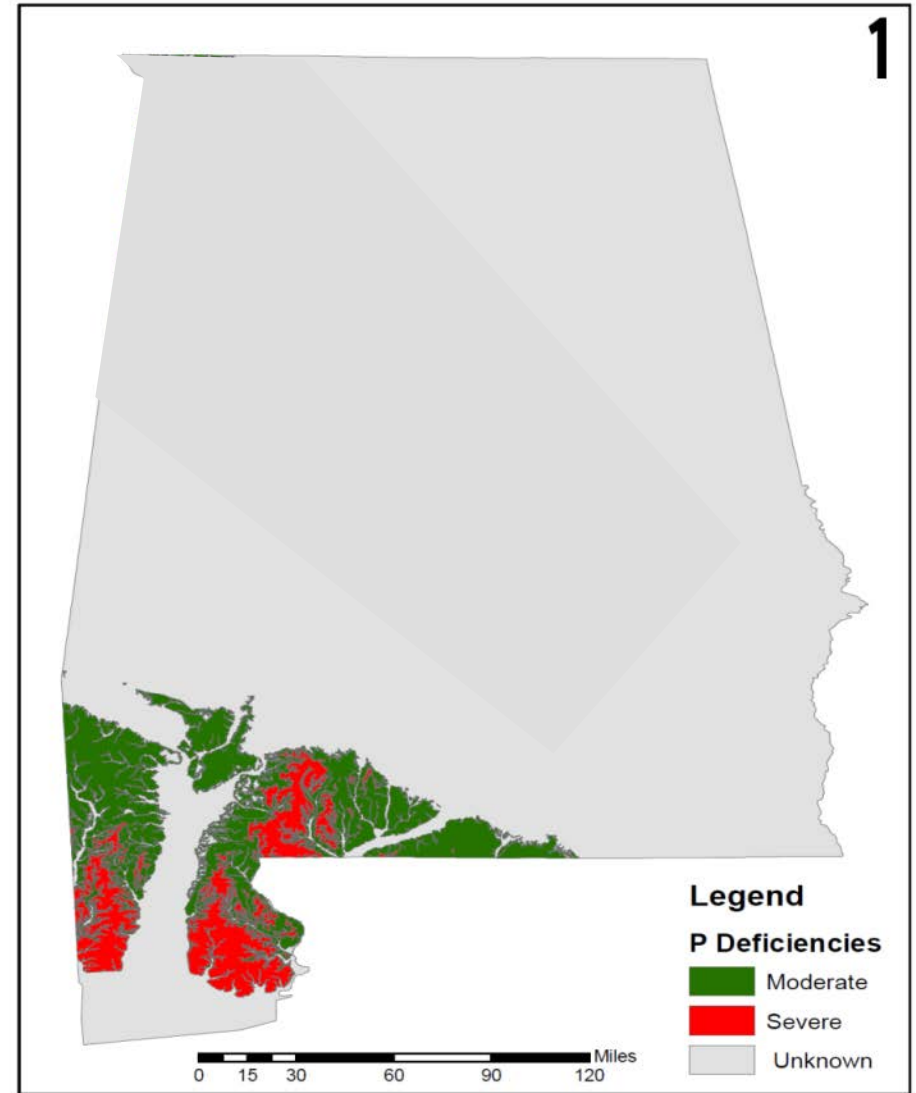 1
Legend
P Deficiencies
Moderate
Severe
Unknown
Miles
0 15 30 60 90 120